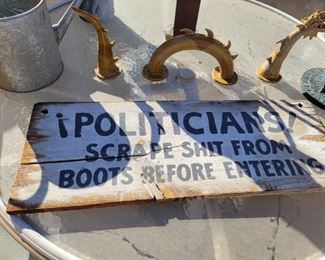 ¡POLITICIANS!
SCRAPE SHIT FROM
BOOTS BEFORE ENTERING